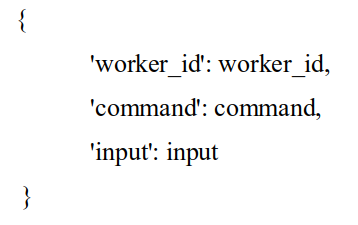 {
'worker_id': worker_id,
'command': command,
'input': input
}